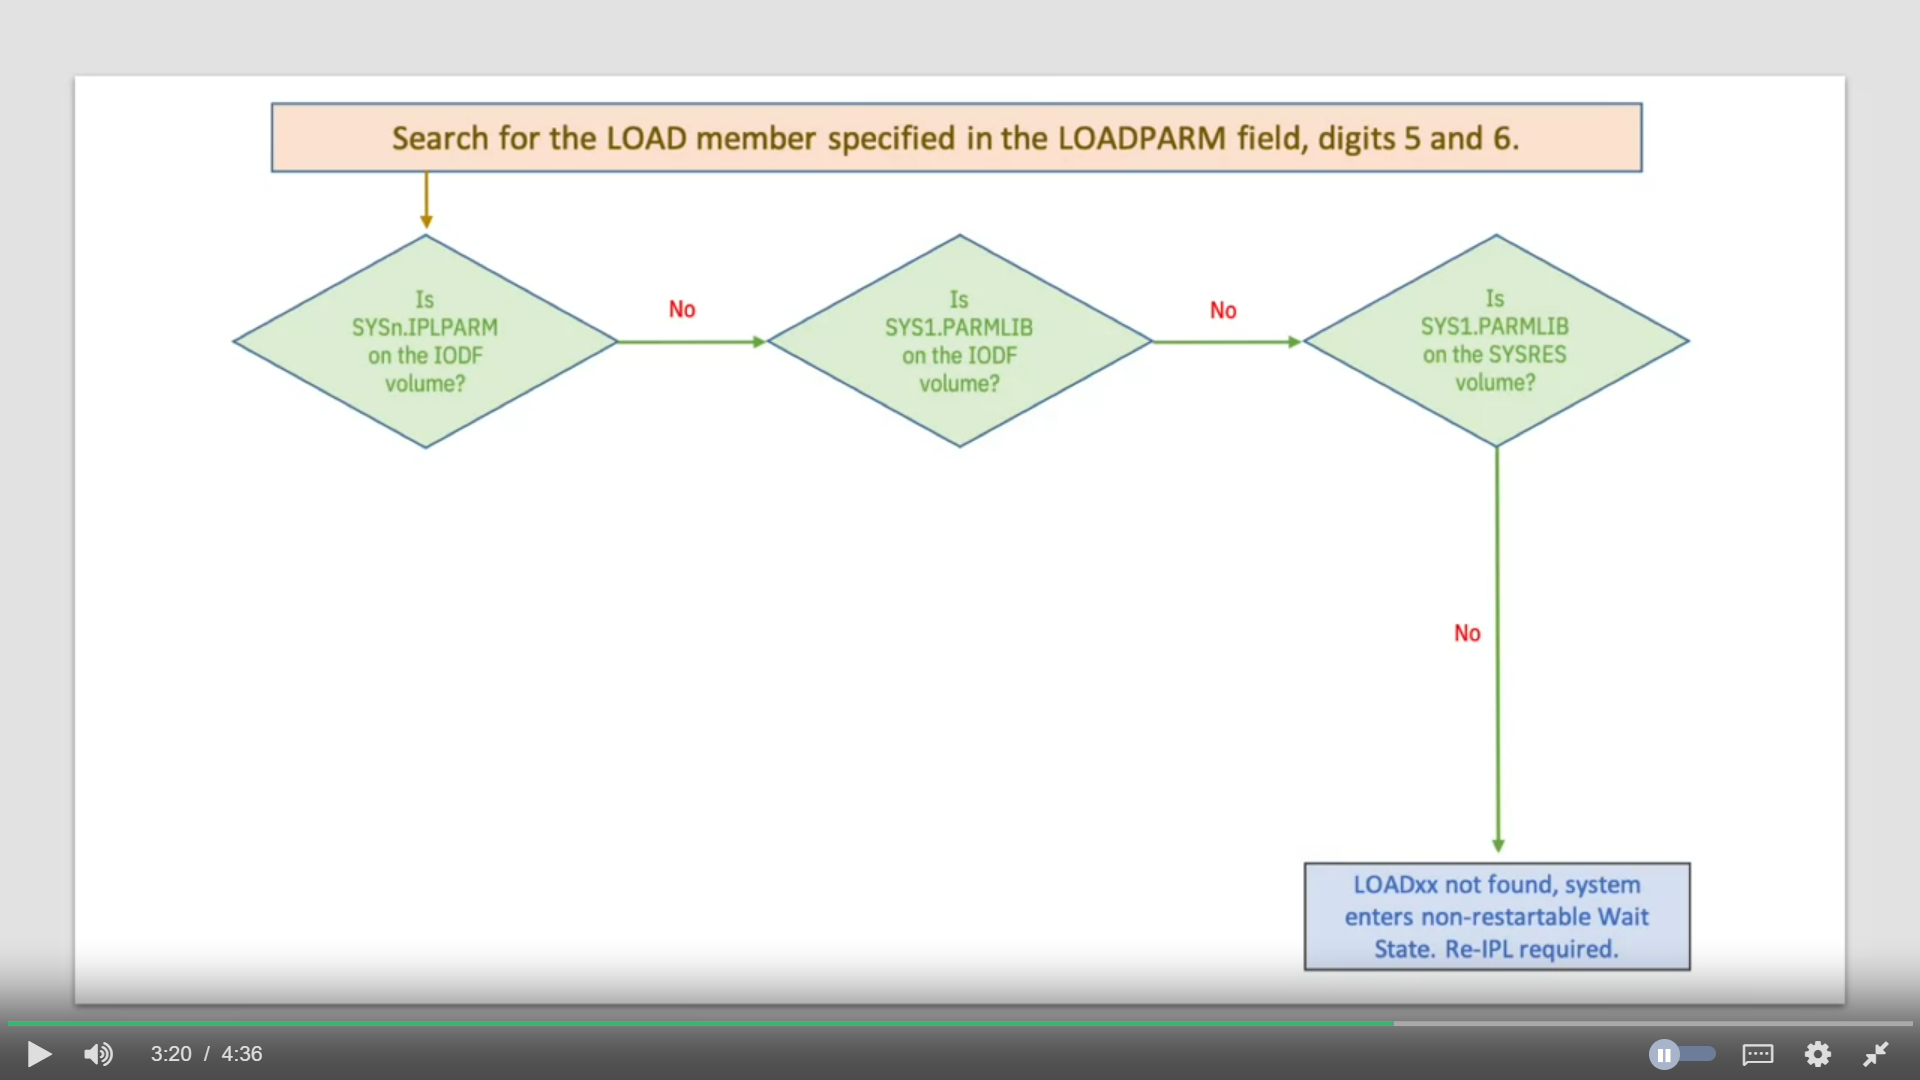 Search for the LOAD member specified in the LOADPARM field, digits 5 and 6.
Is
SYSn.IPLPARM
on the IODF
volume?
No
Is
SYS1.PARMLIB
on the IODF
volume?
No
Is
SYS1.PARMLIB
on the SYSRES
volume?
No
LOADxx not found, system
enters non-restartable Wait
State. Re-IPL required.
3:20 / 4:36